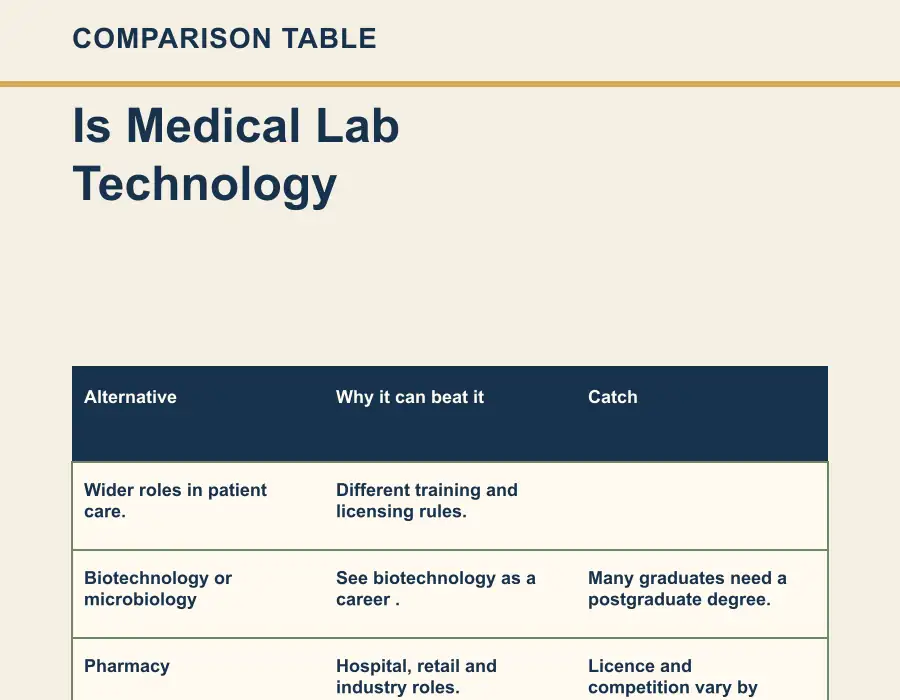 COMPARISON TABLE
Is Medical Lab
Technology
Alternative Why it can beat it Catch
Wider roles in patient Different training and
care. licensing rules.
Biotechnology or See biotechnology as a Many graduates need a
microbiology career . postgraduate degree.
Pharmacy Hospital, retail and Licence and
industry roles. competition vary by